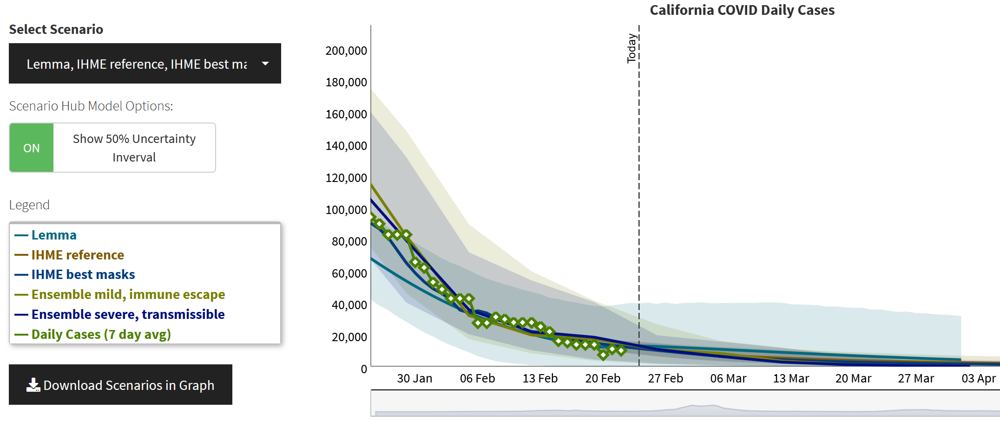 California COVID Daily Cases
Select Scenario
Lemma, IHME reference, IHME best ma
Scenario Hub Model Options:
ON
Show 50% Uncertainty
Inverval
Legend
Lemma
IHME reference
IHME best masks
Ensemble mild, immune escape
Ensemble severe, transmissible
Daily Cases (7 day avg)
Download Scenarios in Graph
Today
200,000
180,000
160,000
140,000
120,000
100,000
80,000
60,000
40,000
20,000
0
30 Jan 06 Feb 13 Feb 20 Feb 27 Feb 06 Mar 13 Mar 20 Mar 27 Mar 03 Apr